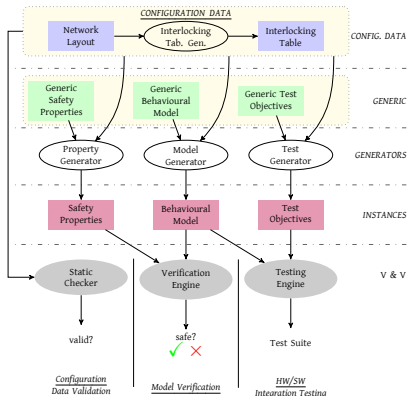 CONFIGURATION DATA
Network
Layout
Interlocking
Tab. Gen.
Interlocking
Table
CONFIG. DATA
Generic
Safety
Properties
Generic
Behavioural
Model
Generic Test
Objectives
GENERIC
Property
Generator
Model
Generator
Test
Generator
GENERATORS
Safety
Properties
Behavioural
Model
Test
Objectives
INSTANCES
Static
Checker
Verification
Engine
Testing
Engine
V & V
valid?
safe?
Test Suite
Configuration
Data Validation
Model Verification
HW/SW
Integration Testing